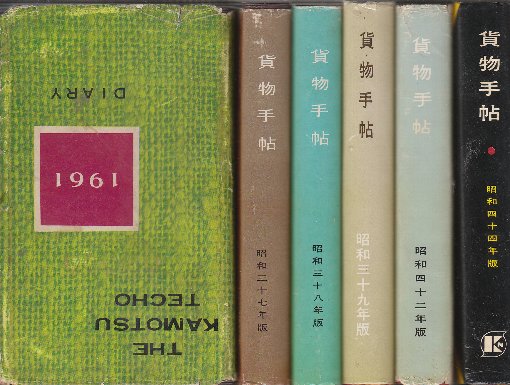 THE
KAMOTSU
TECHO
1961
DIARY
貨物手帖
昭和二十七年版
貨物手帖
昭和三十八年版
貨物手帖
昭和三十九年版
貨物手帖
昭和四十二年版
貨物手帖
昭和四十四年版
K